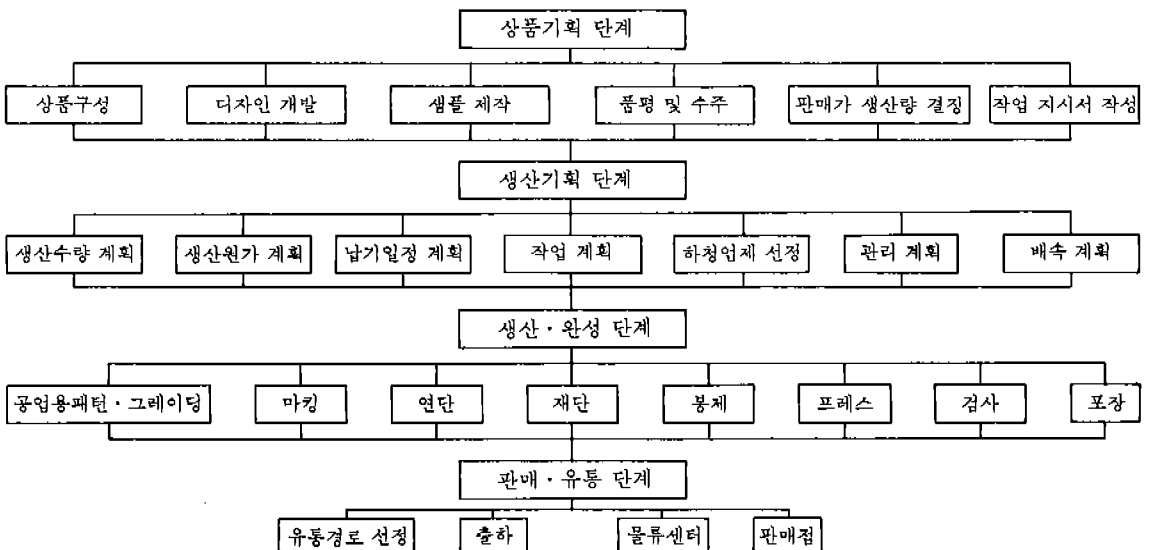 상품기획 단계
상품구성
디자인 개발
샘플 제작
품평 및 수주
판매가 생산량 결정
작업 지시서 작성
생산기획 단계
생산수량 계획
생산원가 계획
납기일정 계획
작업 계획
하청업체 선정
관리 계획
배송 계획
생산·완성 단계
공업용패턴·그레이딩
마킹
연단
재단
봉제
프레스
검사
포장
판매·유통 단계
유통경로 선정
출하
물류센터
판매점